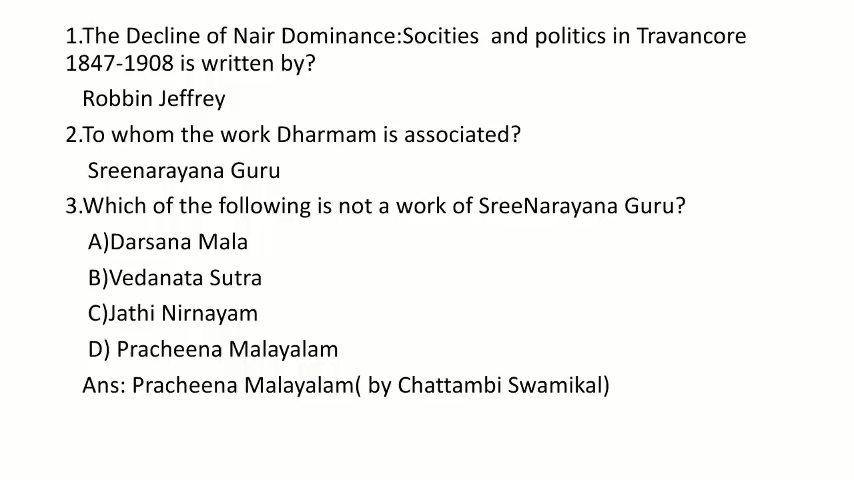 1.The Decline of Nair Dominance:Socities and politics in Travancore
1847-1908 is written by?
Robbin Jeffrey
2.To whom the work Dharmam is associated?
Sreenarayana Guru
3.Which of the following is not a work of SreeNarayana Guru?
A)Darsana Mala
B)Vedanata Sutra
C)Jathi Nirnayam
D) Pracheena Malayalam
Ans: Pracheena Malayalam( by Chattambi Swamikal)